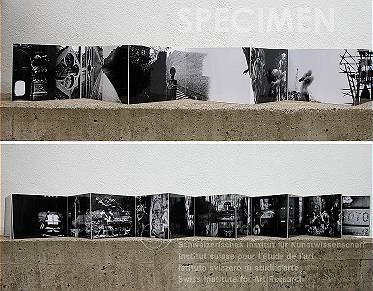 SPECIMEN
Schweizerisches Institut für Kunstwissenschaft
Institut suisse pour l'étude de l'art
Istituto svizzero di studi d'arte
Swiss Institute for Art Research